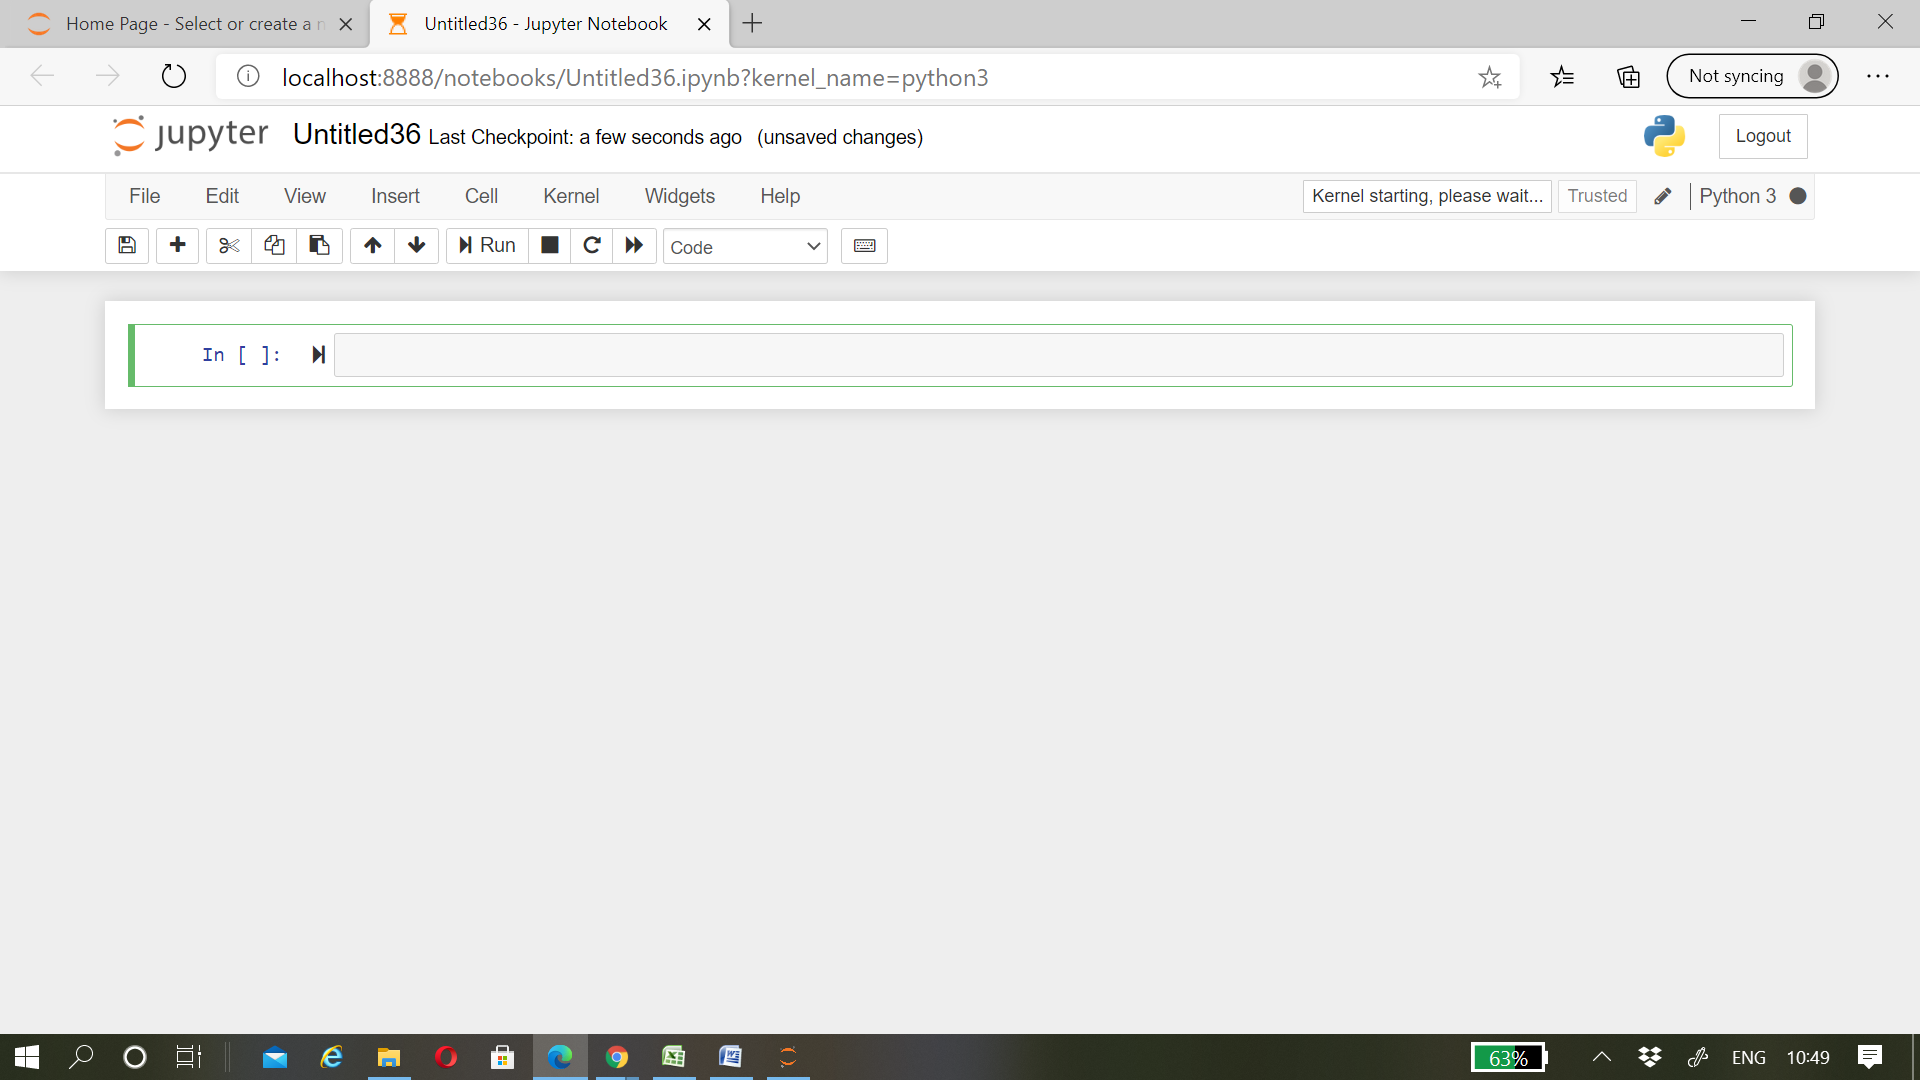 Home Page - Select or create a n
Untitled36 - Jupyter Notebook
localhost:8888/notebooks/Untitled36.ipynb?kernel_name=python3
Not syncing
jupyter Untitled36 Last Checkpoint: a few seconds ago (unsaved changes)
Logout
File Edit View Insert Cell Kernel Widgets Help
Kernel starting, please wait... Trusted Python 3
Run Code
In [ ]:
63% ENG 10:49